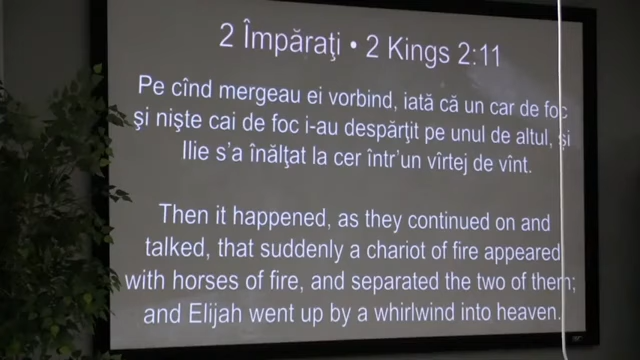 2 Împăraţi • 2 Kings 2:11
Pe cînd mergeau ei vorbind, iată că un car de foc
şi nişte cai de foc i-au despărţit pe unul de altul, şi
Ilie s’a înălţat la cer într’un vîrtej de vînt.
Then it happened, as they continued on and
talked, that suddenly a chariot of fire appeared
with horses of fire, and separated the two of them;
and Elijah went up by a whirlwind into heaven.